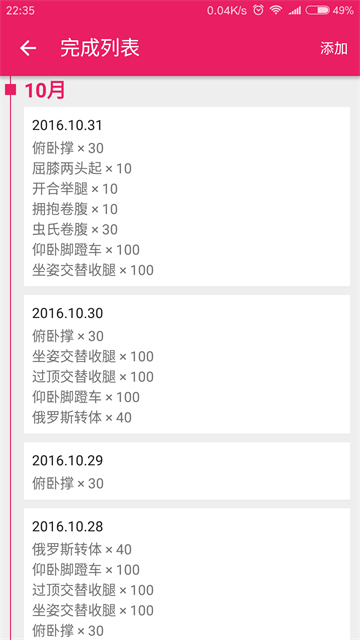 22:35 0.04K/s 49%
完成列表 添加
10月
2016.10.31
俯卧撑 × 30
屈膝两头起 × 10
开合举腿 × 10
拥抱卷腹 × 10
虫氏卷腹 × 30
仰卧脚蹬车 × 100
坐姿交替收腿 × 100
2016.10.30
俯卧撑 × 30
坐姿交替收腿 × 100
过顶交替收腿 × 100
仰卧脚蹬车 × 100
俄罗斯转体 × 40
2016.10.29
俯卧撑 × 30
2016.10.28
俄罗斯转体 × 40
仰卧脚蹬车 × 100
过顶交替收腿 × 100
坐姿交替收腿 × 100
俯卧撑 × 30